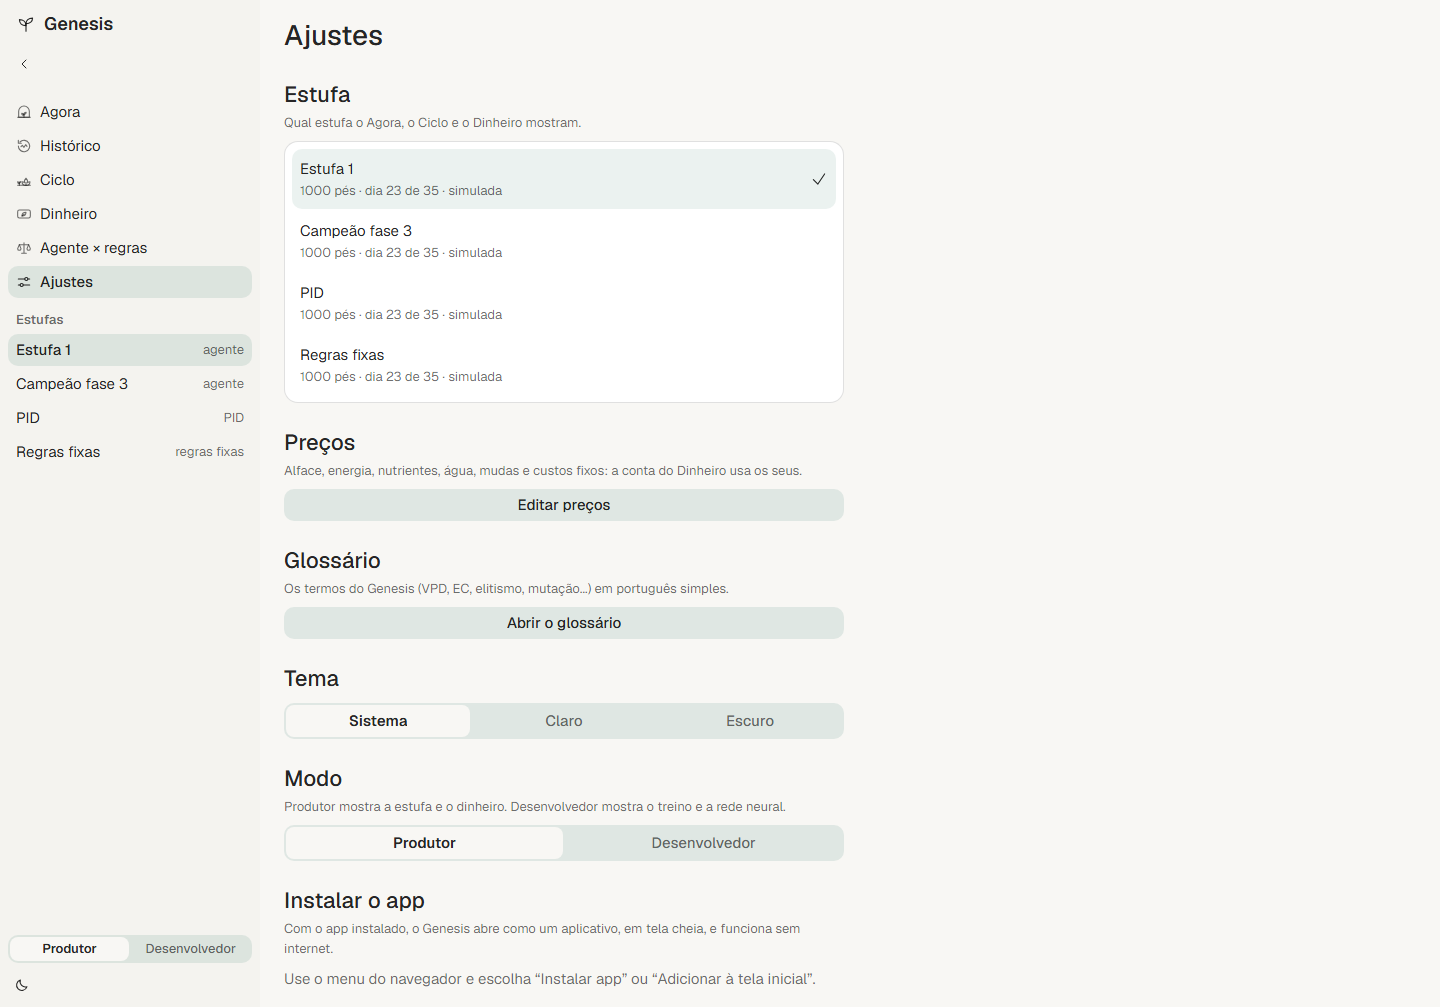 Genesis
Agora
Histórico
Ciclo
Dinheiro
Agente × regras
Ajustes
Estufas
Estufa 1 agente
Campeão fase 3 agente
PID PID
Regras fixas regras fixas
Produtor Desenvolvedor
Ajustes
Estufa
Qual estufa o Agora, o Ciclo e o Dinheiro mostram.
Estufa 1
1000 pés · dia 23 de 35 · simulada
Campeão fase 3
1000 pés · dia 23 de 35 · simulada
PID
1000 pés · dia 23 de 35 · simulada
Regras fixas
1000 pés · dia 23 de 35 · simulada
Preços
Alface, energia, nutrientes, água, mudas e custos fixos: a conta do Dinheiro usa os seus.
Editar preços
Glossário
Os termos do Genesis (VPD, EC, elitismo, mutação...) em português simples.
Abrir o glossário
Tema
Sistema Claro Escuro
Modo
Produtor mostra a estufa e o dinheiro. Desenvolvedor mostra o treino e a rede neural.
Produtor Desenvolvedor
Instalar o app
Com o app instalado, o Genesis abre como um aplicativo, em tela cheia, e funciona sem
internet.
Use o menu do navegador e escolha “Instalar app” ou “Adicionar à tela inicial”.